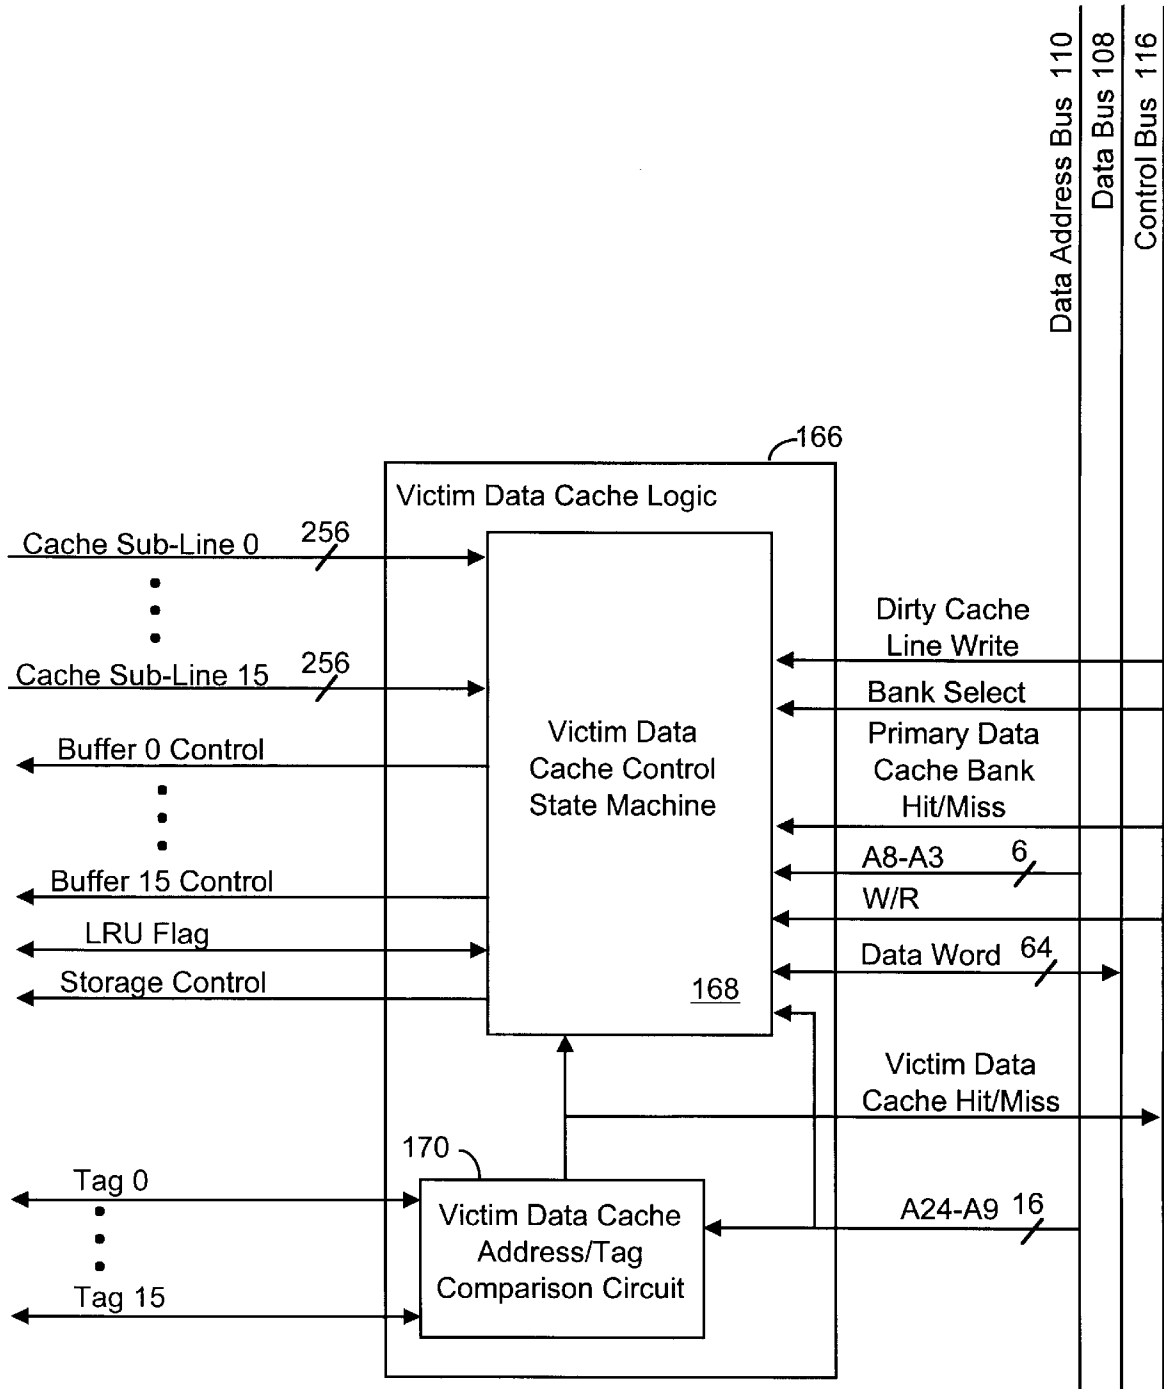 Data Address Bus 110
Data Bus 108
Control Bus 116
166
Victim Data Cache Logic
Cache Sub-Line 0
256
Cache Sub-Line 15
256
Buffer 0 Control
Buffer 15 Control
LRU Flag
Storage Control
Victim Data
Cache Control
State Machine
168
Dirty Cache
Line Write
Bank Select
Primary Data
Cache Bank
Hit/Miss
A8-A3
6
W/R
Data Word
64
Victim Data
Cache Hit/Miss
170
Tag 0
Tag 15
Victim Data Cache
Address/Tag
Comparison Circuit
A24-A9
16